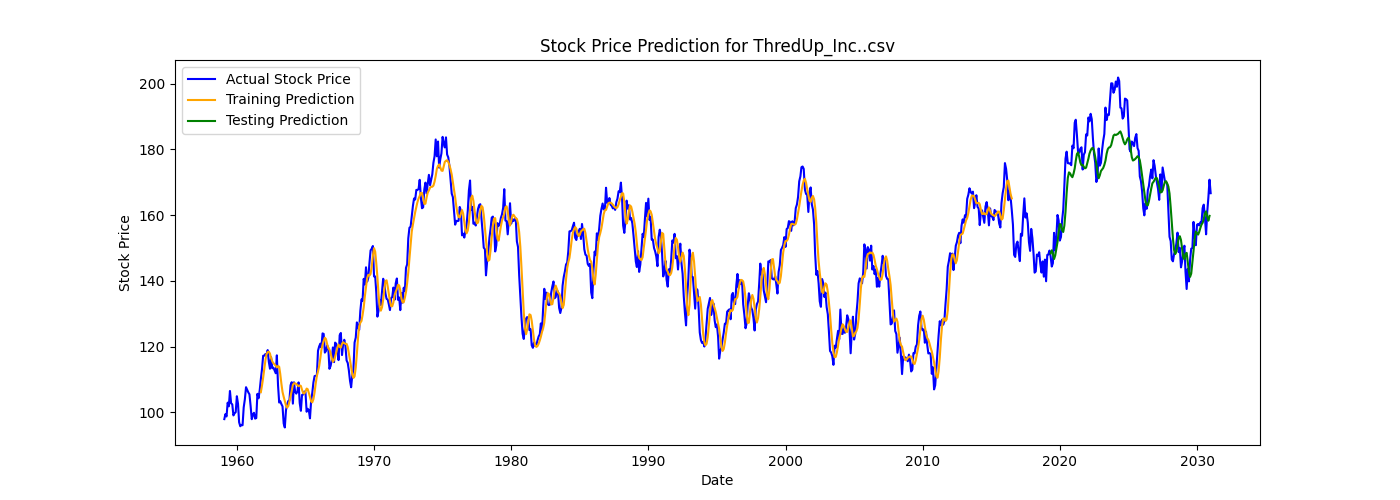 Stock Price Prediction for ThredUp_Inc..csv
Actual Stock Price
Training Prediction
Testing Prediction
Stock Price
200
180
160
140
120
100
1960
1970
1980
1990
2000
2010
2020
2030
Date